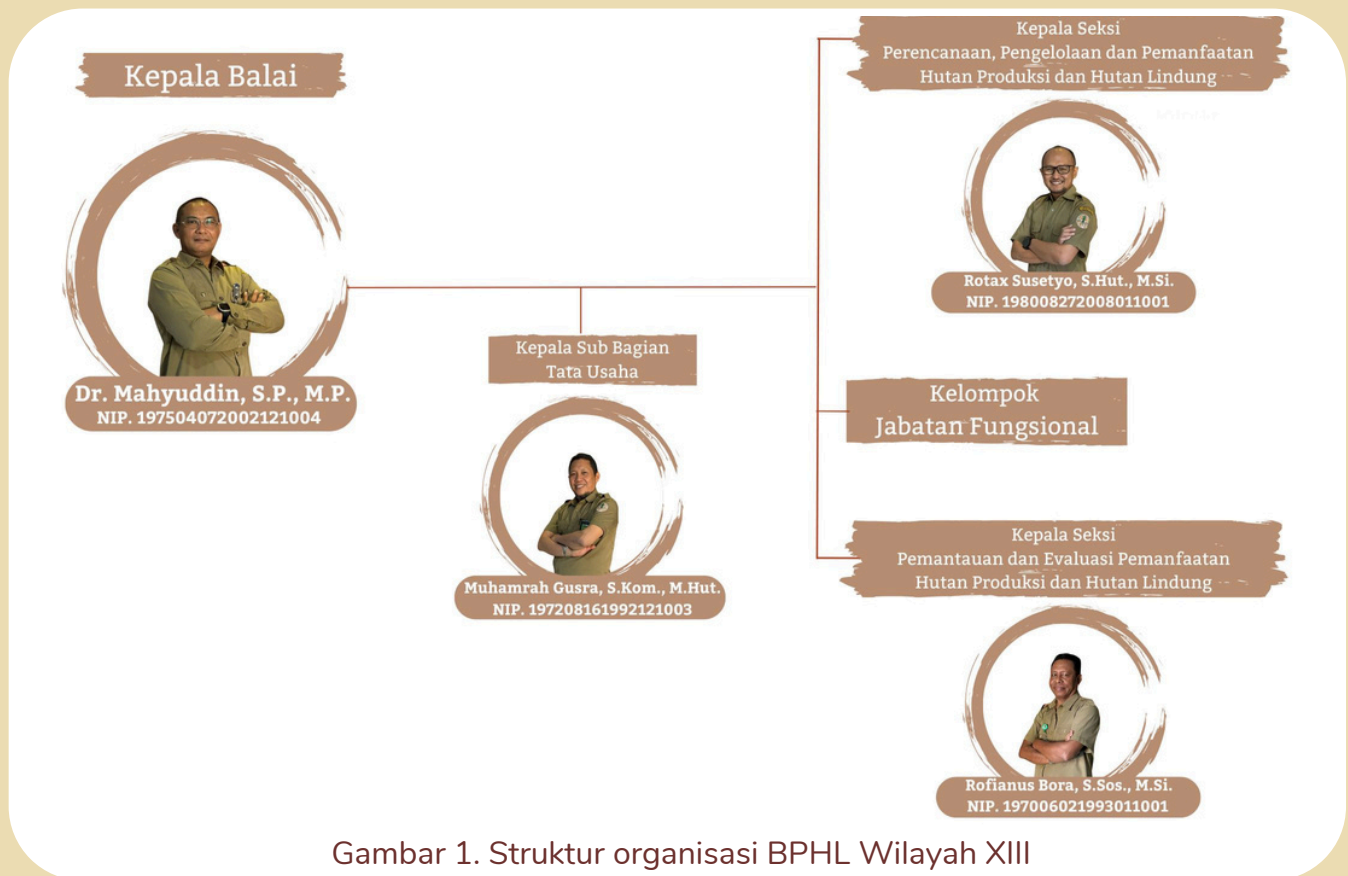 Kepala Balai
Dr. Mahyuddin, S.P., M.P.
NIP. 197504072002121004
Kepala Sub Bagian
Tata Usaha
Muhamrah Gusra, S.Kom., M.Hut.
NIP. 197208161992121003
Kepala Seksi
Perencanaan, Pengelolaan dan Pemanfaatan
Hutan Produksi dan Hutan Lindung
Rotax Susetyo, S.Hut., M.Si.
NIP. 198008272008011001
Kelompok
Jabatan Fungsional
Kepala Seksi
Pemantauan dan Evaluasi Pemanfaatan
Hutan Produksi dan Hutan Lindung
Rofianus Bora, S.Sos., M.Si.
NIP. 197006021993011001
Gambar 1. Struktur organisasi BPHL Wilayah XIII